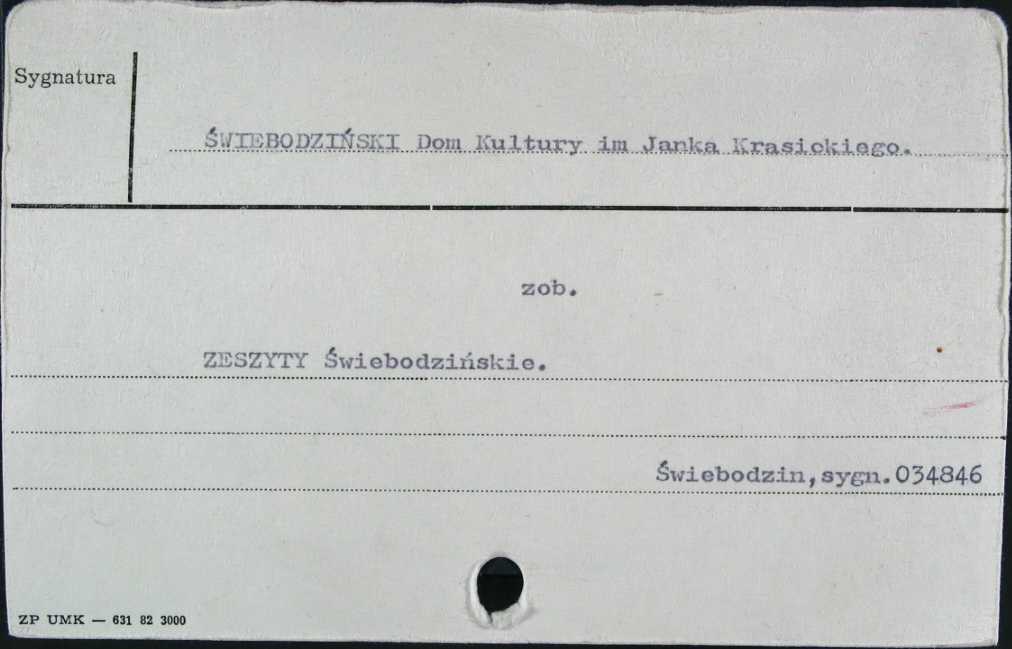 Sygnatura
ŚWIEBODZIŃSKI Dom Kultury im Janka Krasickiego.
zob.
ZESZYTY Świebodzińskie.
Świebodzin,sygn.034846
ZP UMK — 631 82 3000